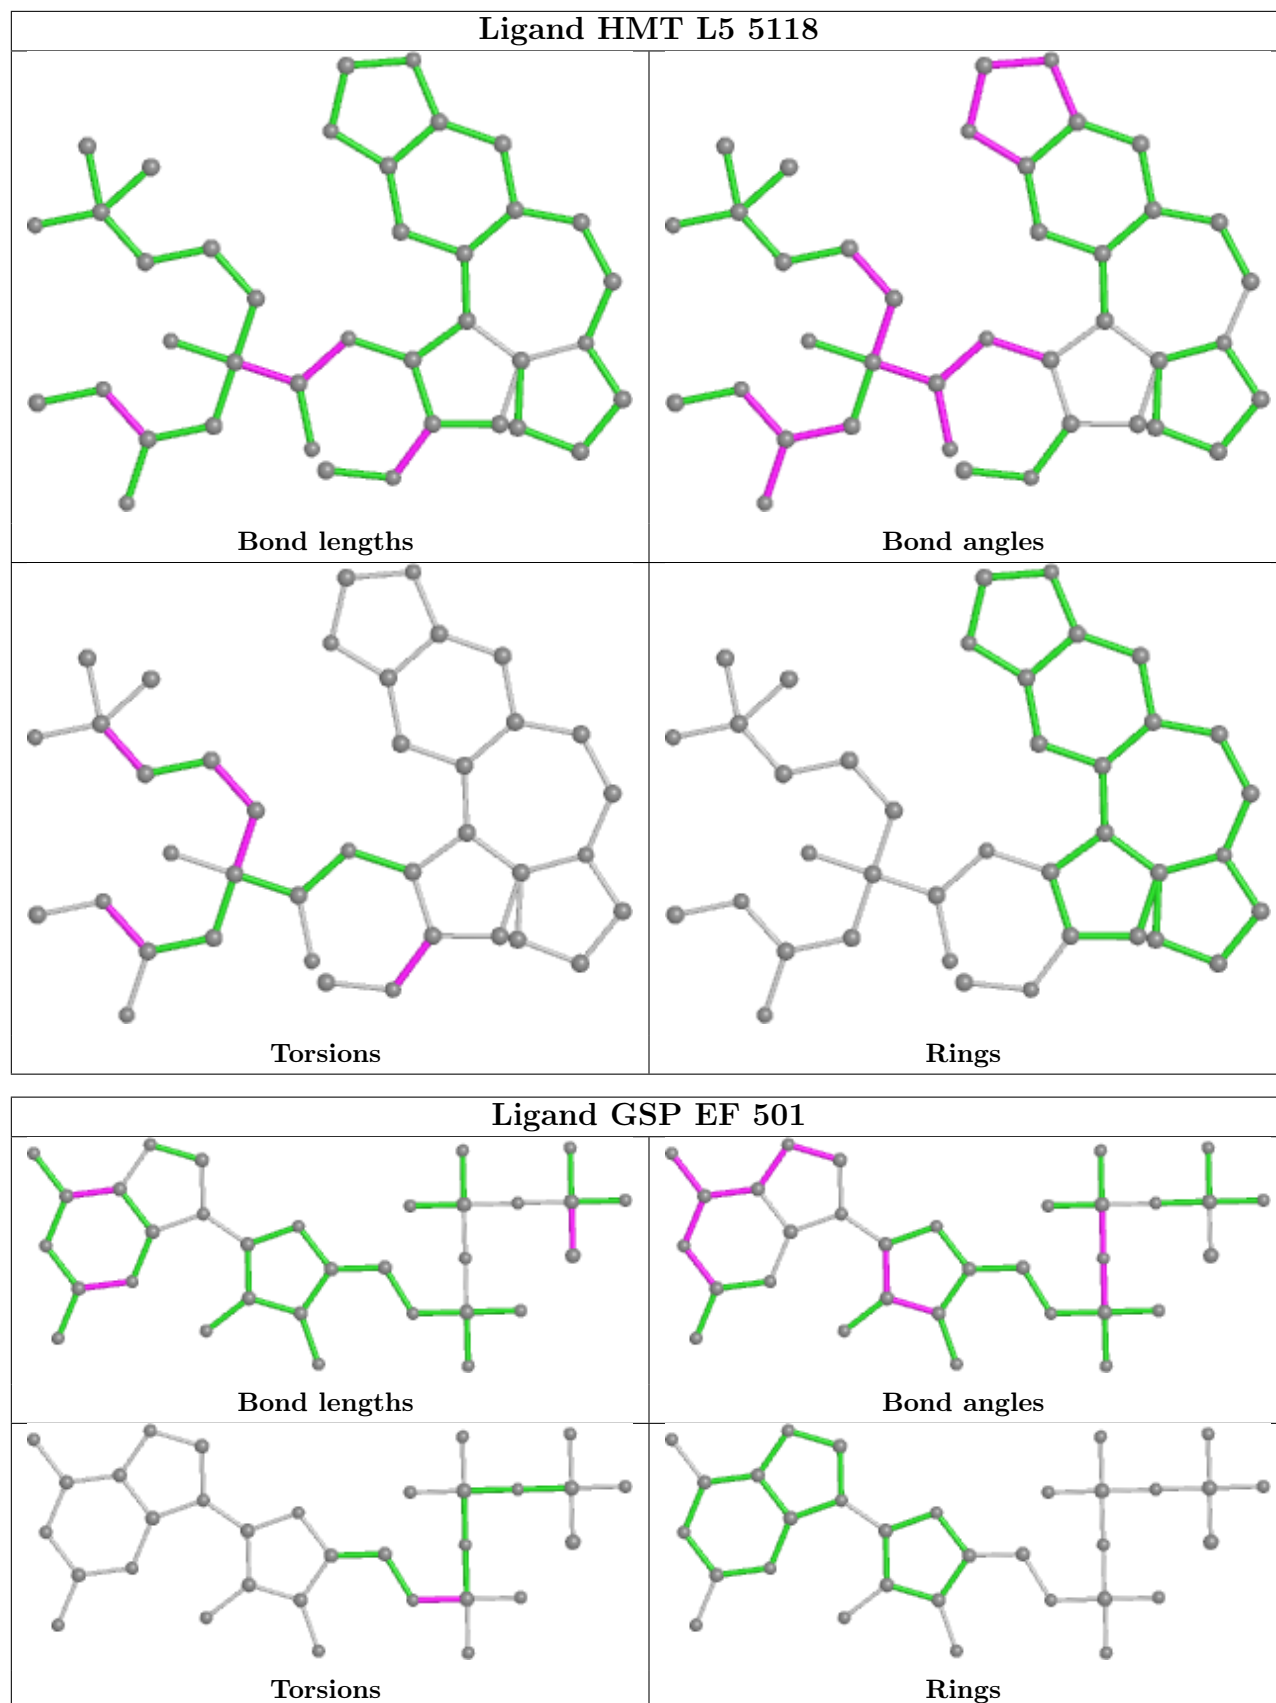 Ligand HMT L5 5118
Bond lengths
Bond angles
Torsions
Rings
Ligand GSP EF 501
Bond lengths
Bond angles
Torsions
Rings